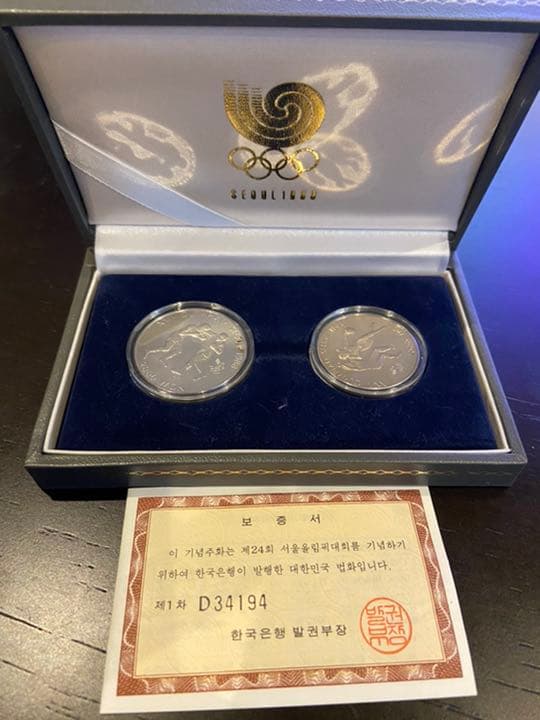 SEOUL1988
보 증 서
이 기념주화는 제24회 서울올림픽대회를 기념하기
위하여 한국은행이 발행한 대한민국 법화입니다.
제1차 D34194
한국은행 발권부장